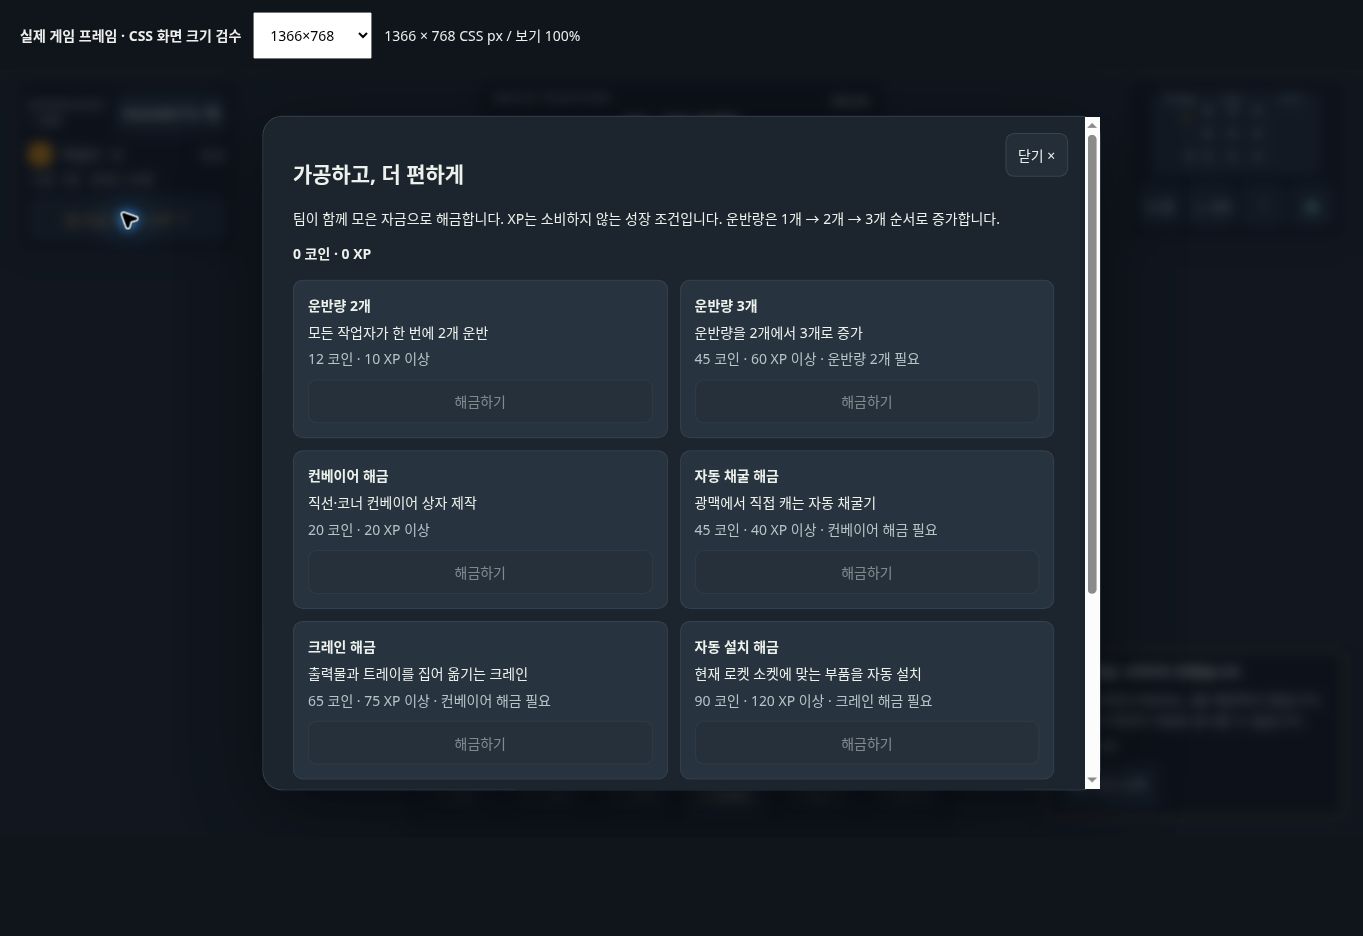 실제 게임 프레임 · CSS 화면 크기 검수 1366×768 1366 × 768 CSS px / 보기 100%
닫기 ×
가공하고, 더 편하게
팀이 함께 모은 자금으로 해금합니다. XP는 소비하지 않는 성장 조건입니다. 운반량은 1개 → 2개 → 3개 순서로 증가합니다.
0 코인 · 0 XP
운반량 2개
모든 작업자가 한 번에 2개 운반
12 코인 · 10 XP 이상
해금하기
운반량 3개
운반량을 2개에서 3개로 증가
45 코인 · 60 XP 이상 · 운반량 2개 필요
해금하기
컨베이어 해금
직선·코너 컨베이어 상자 제작
20 코인 · 20 XP 이상
해금하기
자동 채굴 해금
광맥에서 직접 캐는 자동 채굴기
45 코인 · 40 XP 이상 · 컨베이어 해금 필요
해금하기
크레인 해금
출력물과 트레이를 집어 옮기는 크레인
65 코인 · 75 XP 이상 · 컨베이어 해금 필요
해금하기
자동 설치 해금
현재 로켓 소켓에 맞는 부품을 자동 설치
90 코인 · 120 XP 이상 · 크레인 해금 필요
해금하기